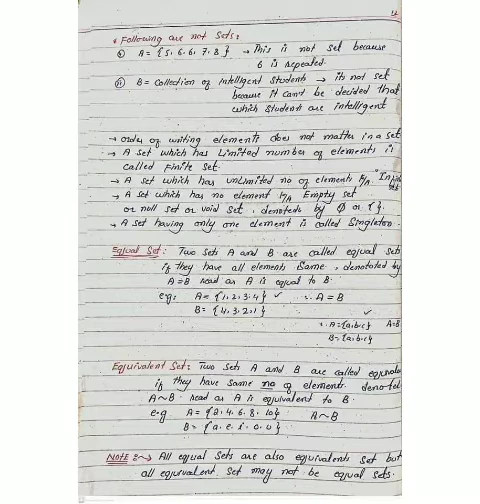 * Following are not Sets:
(i) A = {5, 6, 6, 7, 8} → This is not set because
6 is repeated.
(ii) B = Collection of Intelligent Students → its not set
because it can't be decided that
which student are intelligent
→ order of writing elements does not matter in a set
→ A set which has Limited number of elements is
called Finite Set.
→ A set which has unlimited no of elements k/a
→ A set which has no element k/a Empty set
or null set or void set, denoteds by ϕ or { }.
→ A set having only one element is called Singleton.
Equal Set: Two Sets A and B are called equal sets
if they have all elements Same, denotated by
A=B read as A is equal to B.
e.g: A = {1, 2, 3, 4} ✓ ∴ A = B
B = {4, 3, 2, 1} ✓
∴ A={a,b,c} A=B
B={a,b,c}
Equivalent Set: Two sets A and B are called
if they have same no of elements. denoted
A~B read as A is equivalent to B.
e.g A = {2, 4, 6, 8, 10} A~B
B = {a, e, i, o, u}
NOTE :~> All equal Sets are also equivalents set but
all equivalent set may not be equal sets.